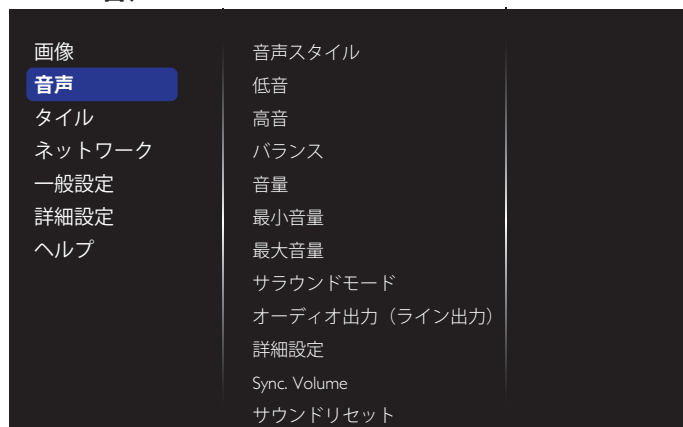 画像
音声
タイル
ネットワーク
一般設定
詳細設定
ヘルプ
音声スタイル
低音
高音
バランス
音量
最小音量
最大音量
サラウンドモード
オーディオ出力（ライン出力）
詳細設定
Sync. Volume
サウンドリセット